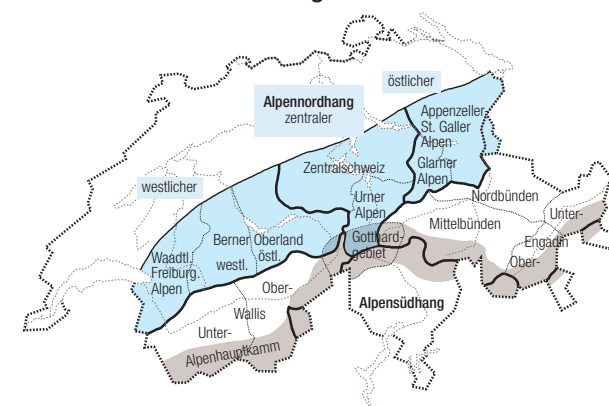 östlicher
Alpennordhang
zentraler
Appenzeller-
St. Galler
Alpen
Glarner
Alpen
Zentralschweiz
westlicher
Nordbünden
Urner
Alpen
Mittelbünden
Unter-
Engadin
Ober-
Gotthard-
gebiet
Berner Oberland
westl.
östl.
Waadtl.
Freiburg.
Alpen
Ober-
Wallis
Unter-
Alpensüdhang
Alpenhauptkamm